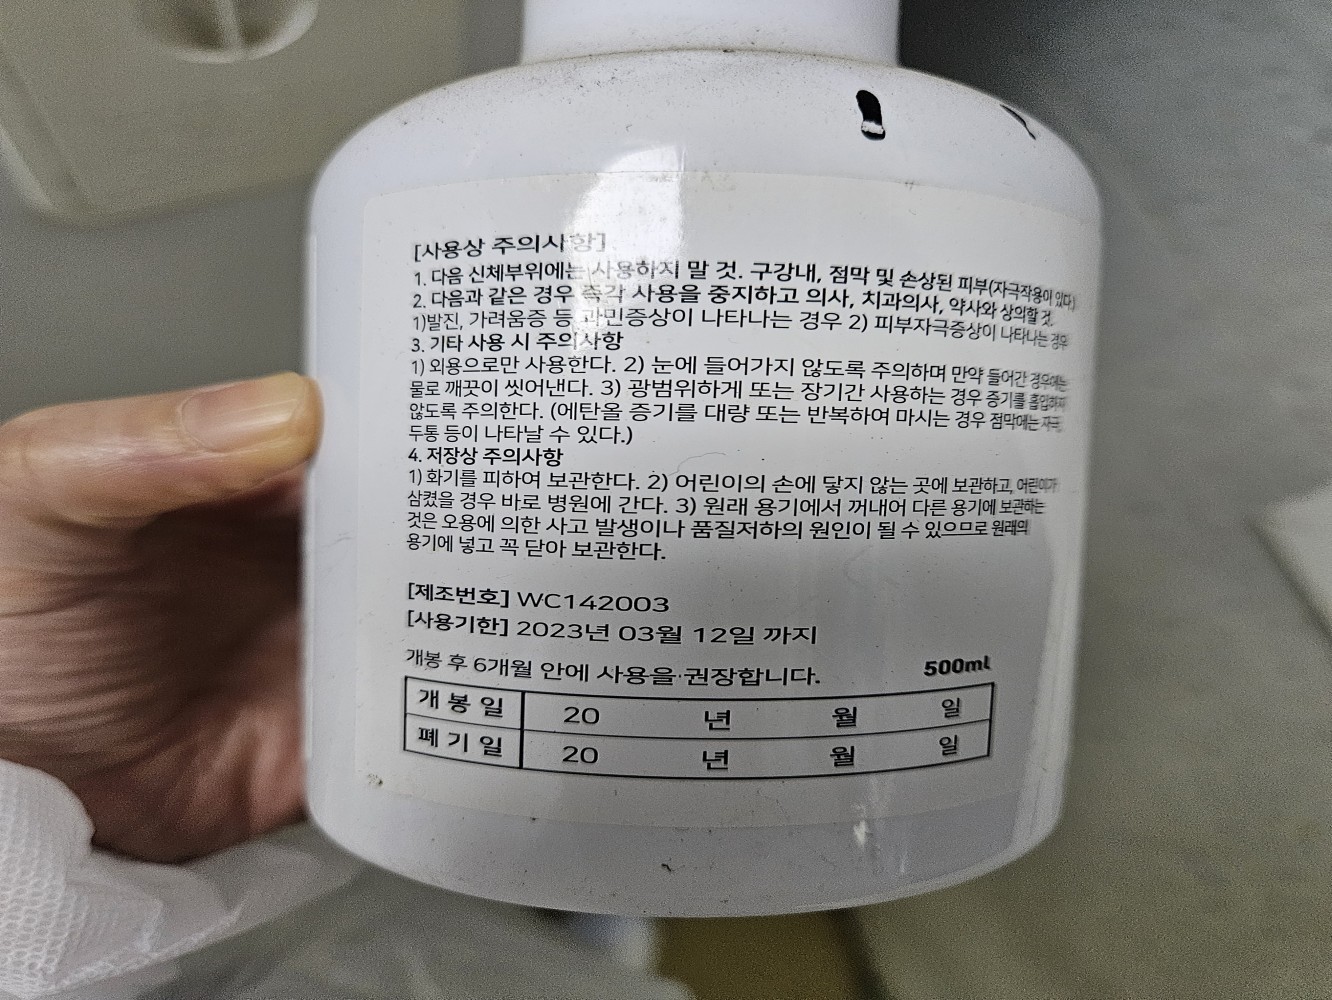 [사용상 주의사항]
1. 다음 신체부위에는 사용하지 말 것. 구강내, 점막 및 손상된 피부(자극작용이 있다.)
2. 다음과 같은 경우 즉각 사용을 중지하고 의사, 치과의사, 약사와 상의할 것.
1)발진, 가려움증 등 과민증상이 나타나는 경우 2) 피부자극증상이 나타나는 경우
3. 기타 사용 시 주의사항
1) 외용으로만 사용한다. 2) 눈에 들어가지 않도록 주의하며 만약 들어간 경우에는
물로 깨끗이 씻어낸다. 3) 광범위하게 또는 장기간 사용하는 경우 증기를 흡입하지
않도록 주의한다. (에탄올 증기를 대량 또는 반복하여 마시는 경우 점막에는 자극,
두통 등이 나타날 수 있다.)
4. 저장상 주의사항
1) 화기를 피하여 보관한다. 2) 어린이의 손에 닿지 않는 곳에 보관하고, 어린이가
삼켰을 경우 바로 병원에 간다. 3) 원래 용기에서 꺼내어 다른 용기에 보관하는
것은 오용에 의한 사고 발생이나 품질저하의 원인이 될 수 있으므로 원래의
용기에 넣고 꼭 닫아 보관한다.
[제조번호] WC142003
[사용기한] 2023년 03월 12일 까지
개봉 후 6개월 안에 사용을 권장합니다. 500ml
개봉일 20 년 월 일
폐기일 20 년 월 일